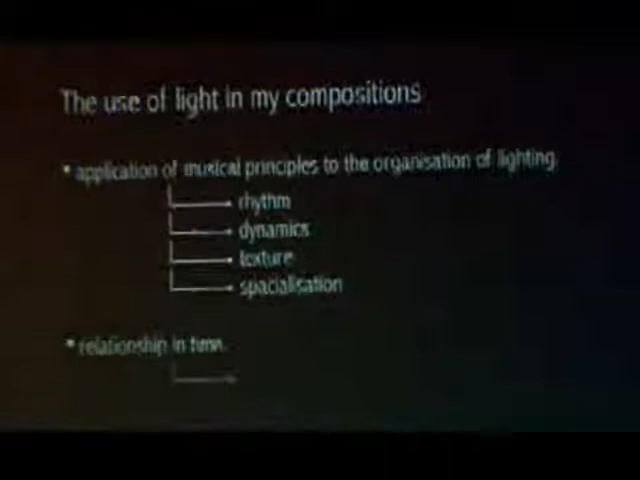 The use of light in my compositions
* application of musical principles to the organisation of lighting
rhythm
dynamics
texture
spacialisation
* relationship in time